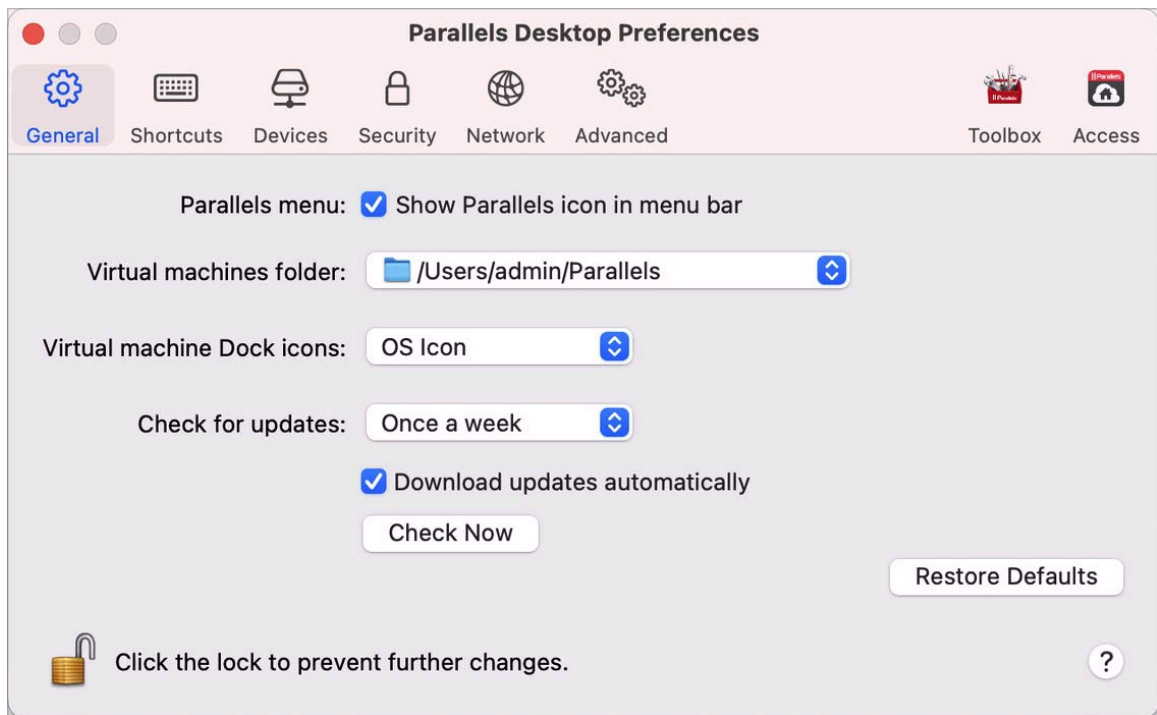 Parallels Desktop Preferences
General Shortcuts Devices Security Network Advanced Toolbox Access
Parallels menu: Show Parallels icon in menu bar
Virtual machines folder: /Users/admin/Parallels
Virtual machine Dock icons: OS Icon
Check for updates: Once a week
Download updates automatically
Check Now
Restore Defaults
Click the lock to prevent further changes.
?